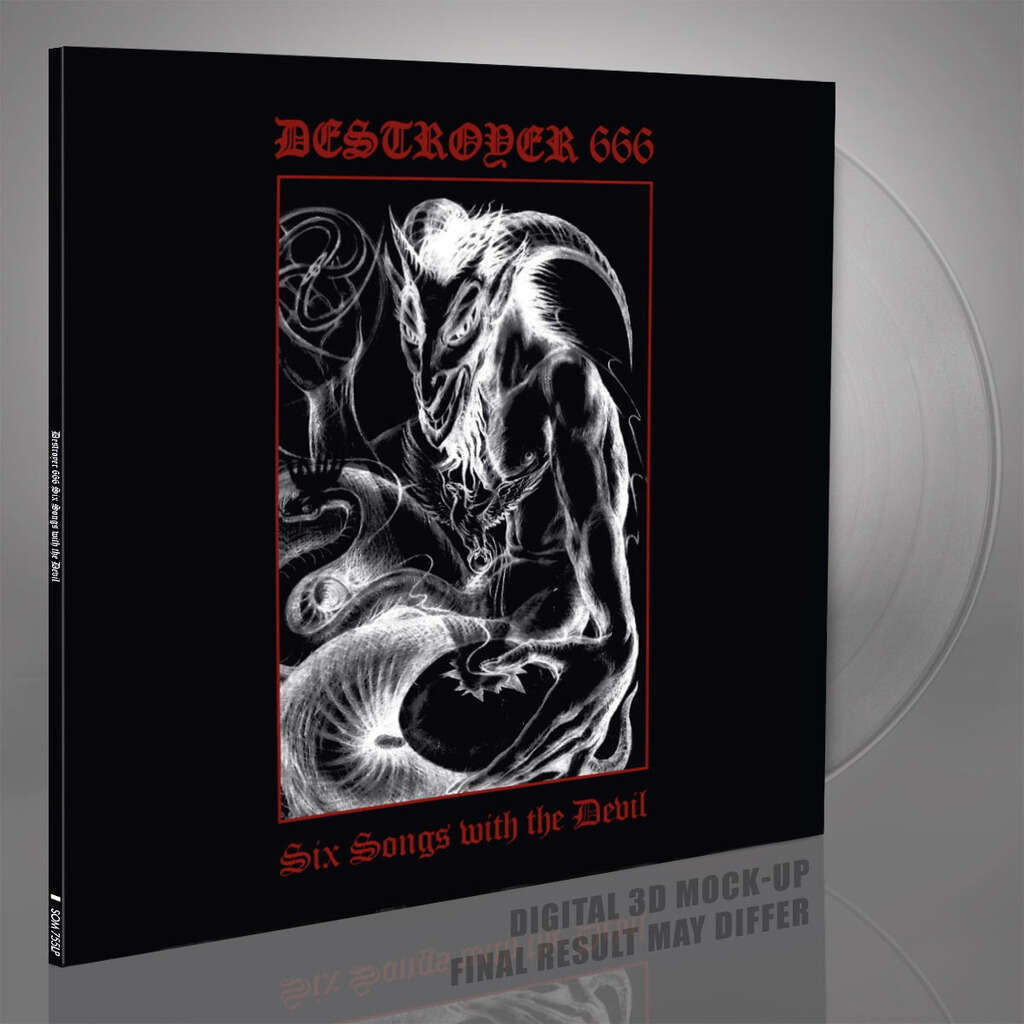 DESTROYER 666
Six Songs with the Devil
Destroyer 666 Six Songs with the Devil
SOM 755LP
DIGITAL 3D MOCK-UP
FINAL RESULT MAY DIFFER